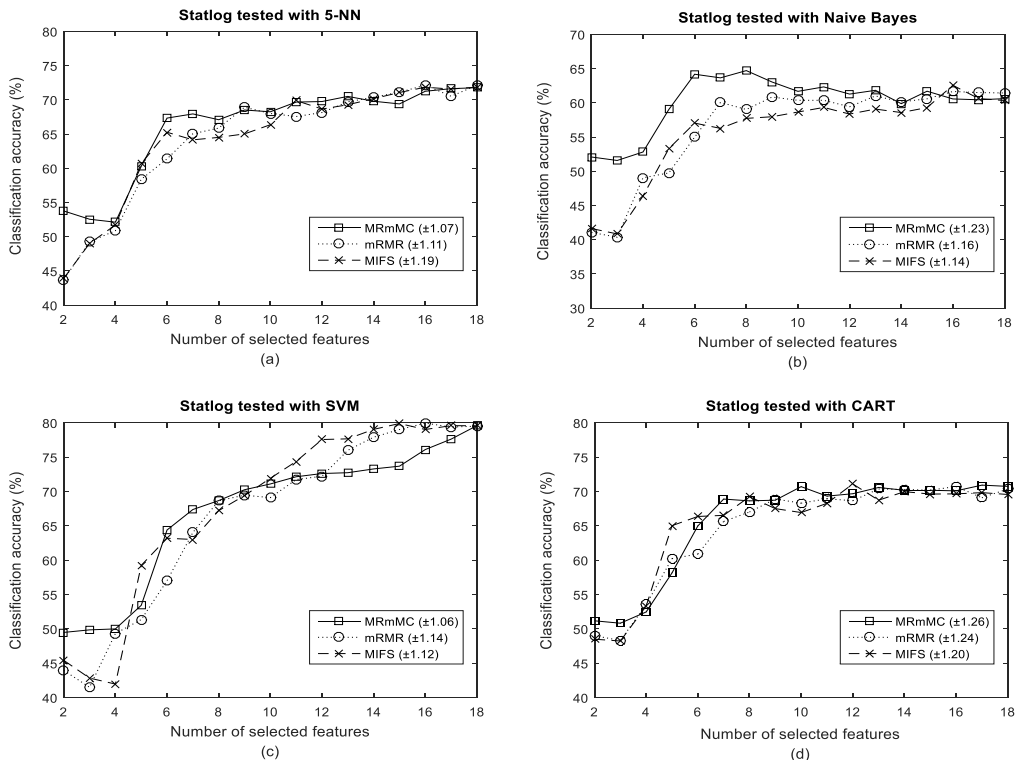 Statlog tested with 5-NN
80
75
70
65
60
55
50
45
40
Classification accuracy (%)
MRmMC (±1.07)
mRMR (±1.11)
MIFS (±1.19)
2 4 6 8 10 12 14 16 18
Number of selected features
(a)
Statlog tested with Naive Bayes
70
65
60
55
50
45
40
35
30
Classification accuracy (%)
MRmMC (±1.23)
mRMR (±1.16)
MIFS (±1.14)
2 4 6 8 10 12 14 16 18
Number of selected features
(b)
Statlog tested with SVM
80
75
70
65
60
55
50
45
40
Classification accuracy (%)
MRmMC (±1.06)
mRMR (±1.14)
MIFS (±1.12)
2 4 6 8 10 12 14 16 18
Number of selected features
(c)
Statlog tested with CART
80
75
70
65
60
55
50
45
40
Classification accuracy (%)
MRmMC (±1.26)
mRMR (±1.24)
MIFS (±1.20)
2 4 6 8 10 12 14 16 18
Number of selected features
(d)